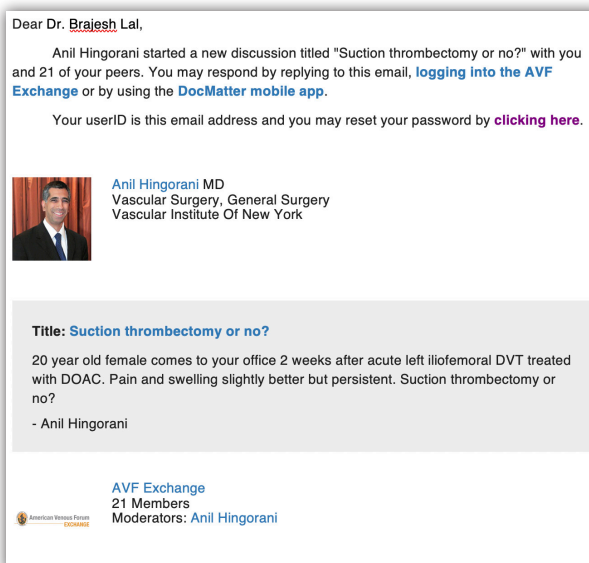 Dear Dr. Brajesh Lal,
Anil Hingorani started a new discussion titled "Suction thrombectomy or no?" with you
and 21 of your peers. You may respond by replying to this email, logging into the AVF
Exchange or by using the DocMatter mobile app.
Your userID is this email address and you may reset your password by clicking here.
Anil Hingorani MD
Vascular Surgery, General Surgery
Vascular Institute Of New York
Title: Suction thrombectomy or no?
20 year old female comes to your office 2 weeks after acute left iliofemoral DVT treated
with DOAC. Pain and swelling slightly better but persistent. Suction thrombectomy or
no?
- Anil Hingorani
AVF Exchange
21 Members
Moderators: Anil Hingorani
American Venous Forum
EXCHANGE